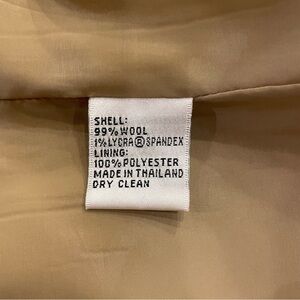 SHELL:
99% WOOL
1% LYCRA® SPANDEX
LINING:
100% POLYESTER
MADE IN THAILAND
DRY CLEAN